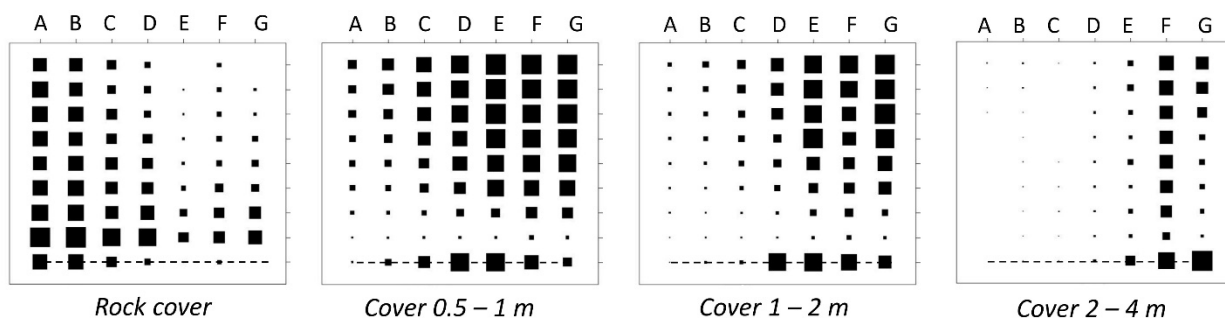 A B C D E F G
A B C D E F G
A B C D E F G
A B C D E F G
Rock cover
Cover 0.5 – 1 m
Cover 1 – 2 m
Cover 2 – 4 m